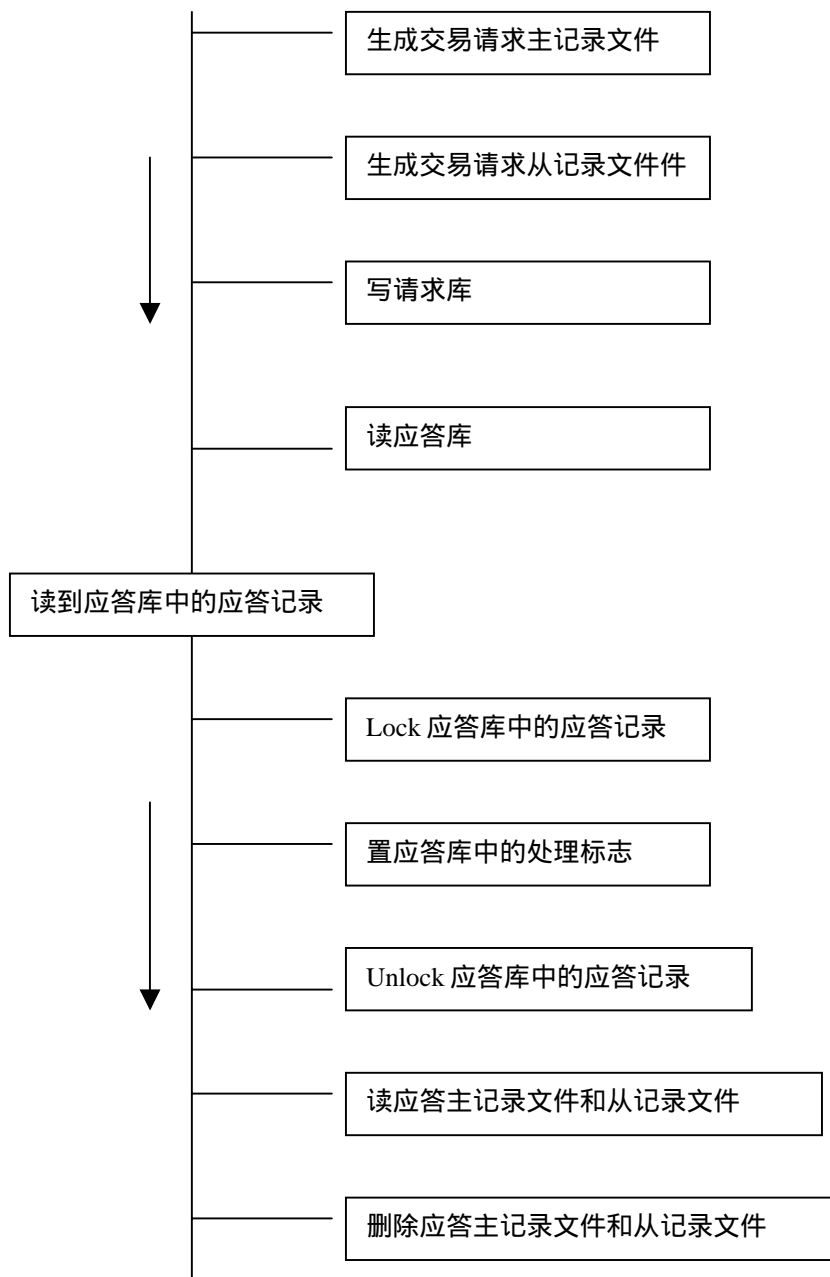 生成交易请求主记录文件
生成交易请求从记录文件件
写请求库
读应答库
读到应答库中的应答记录
Lock 应答库中的应答记录
置应答库中的处理标志
Unlock 应答库中的应答记录
读应答主记录文件和从记录文件
删除应答主记录文件和从记录文件